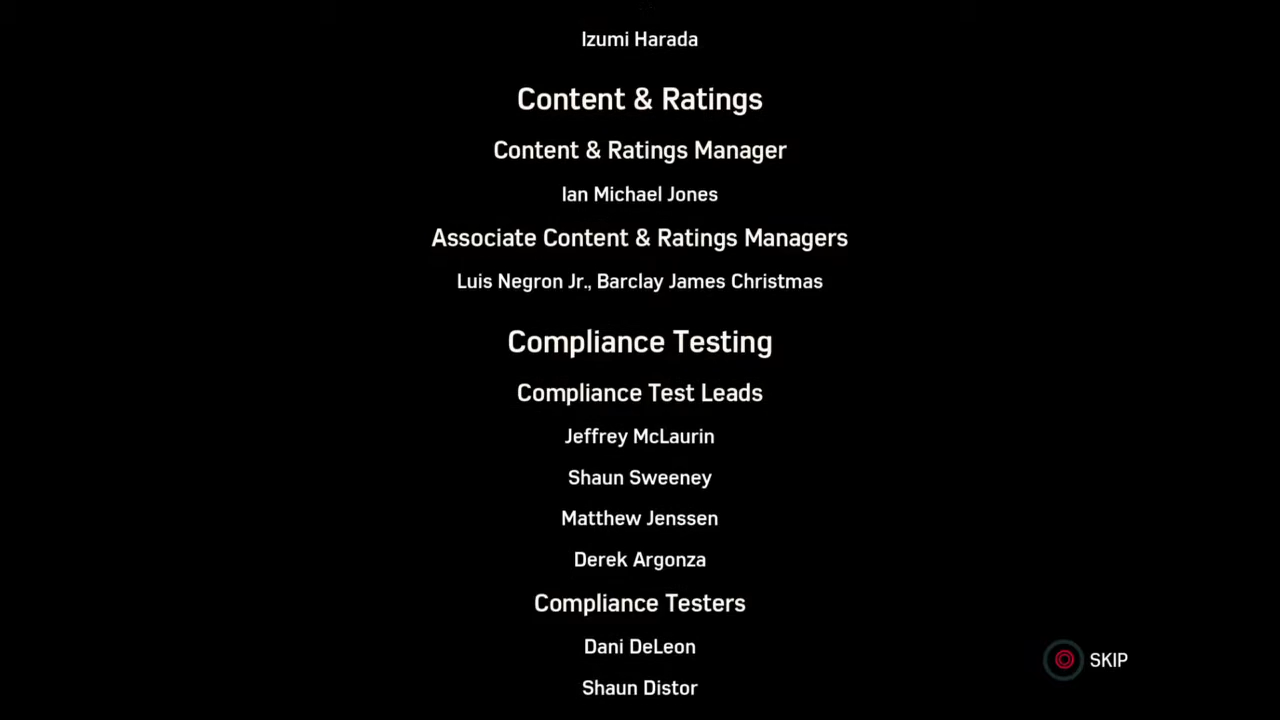 Izumi Harada
Content & Ratings
Content & Ratings Manager
Ian Michael Jones
Associate Content & Ratings Managers
Luis Negron Jr., Barclay James Christmas
Compliance Testing
Compliance Test Leads
Jeffrey McLaurin
Shaun Sweeney
Matthew Jenssen
Derek Argonza
Compliance Testers
Dani DeLeon
SKIP
Shaun Distor